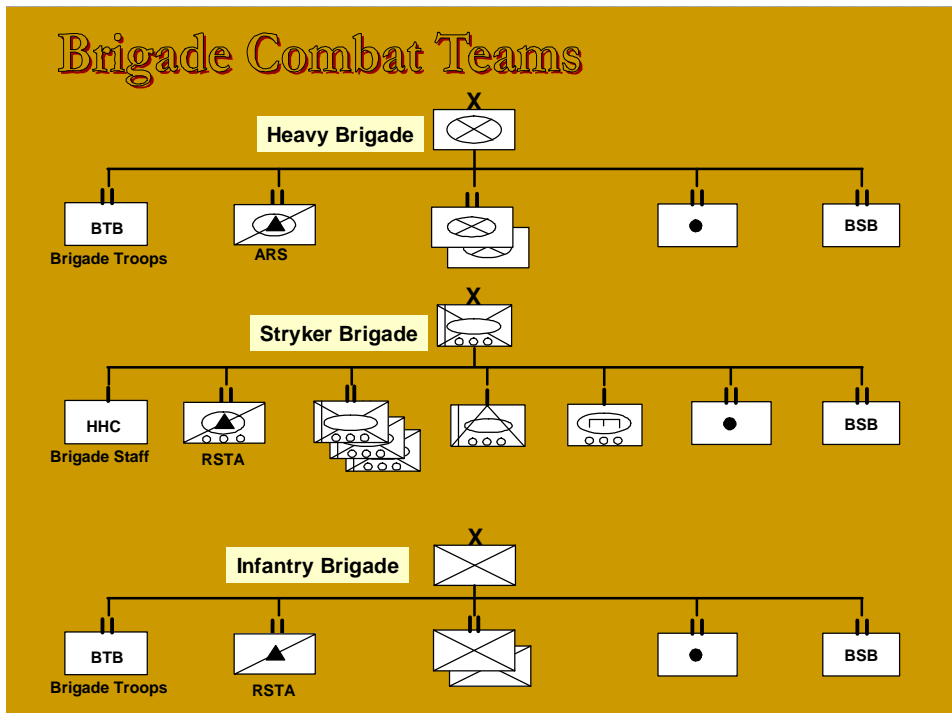 Brigade Combat Teams
X
Heavy Brigade
BTB
BSB
Brigade Troops
ARS
X
Stryker Brigade
HHC
BSB
Brigade Staff
RSTA
X
Infantry Brigade
BTB
BSB
Brigade Troops
RSTA